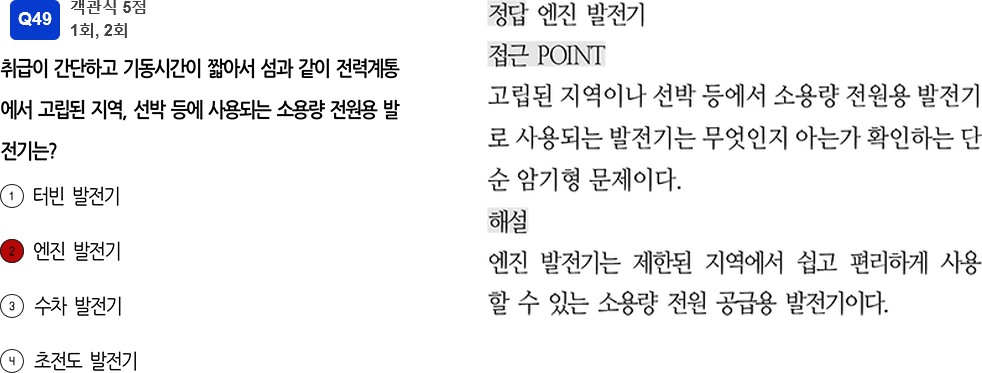 Q49
객관식 5점
1회, 2회
취급이 간단하고 기동시간이 짧아서 섬과 같이 전력계통
에서 고립된 지역, 선박 등에 사용되는 소용량 전원용 발
전기는?
1 터빈 발전기
2 엔진 발전기
3 수차 발전기
4 초전도 발전기
정답 엔진 발전기
접근 POINT
고립된 지역이나 선박 등에서 소용량 전원용 발전기
로 사용되는 발전기는 무엇인지 아는가 확인하는 단
순 암기형 문제이다.
해설
엔진 발전기는 제한된 지역에서 쉽고 편리하게 사용
할 수 있는 소용량 전원 공급용 발전기이다.